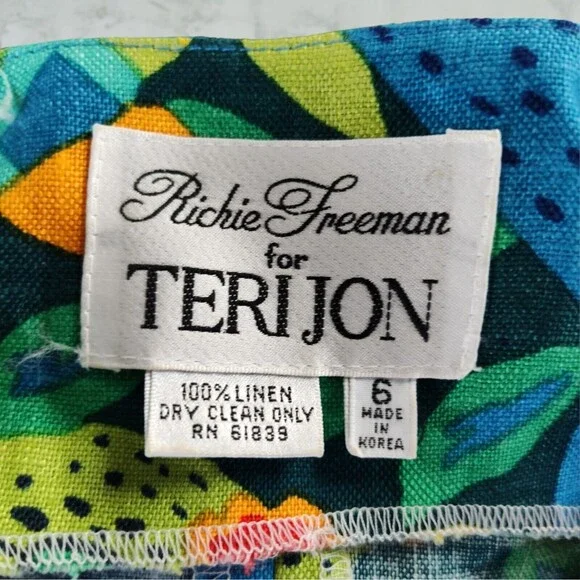 Richie Freeman
for
TERI JON
100% LINEN
DRY CLEAN ONLY
RN 61839
6
MADE
IN
KOREA